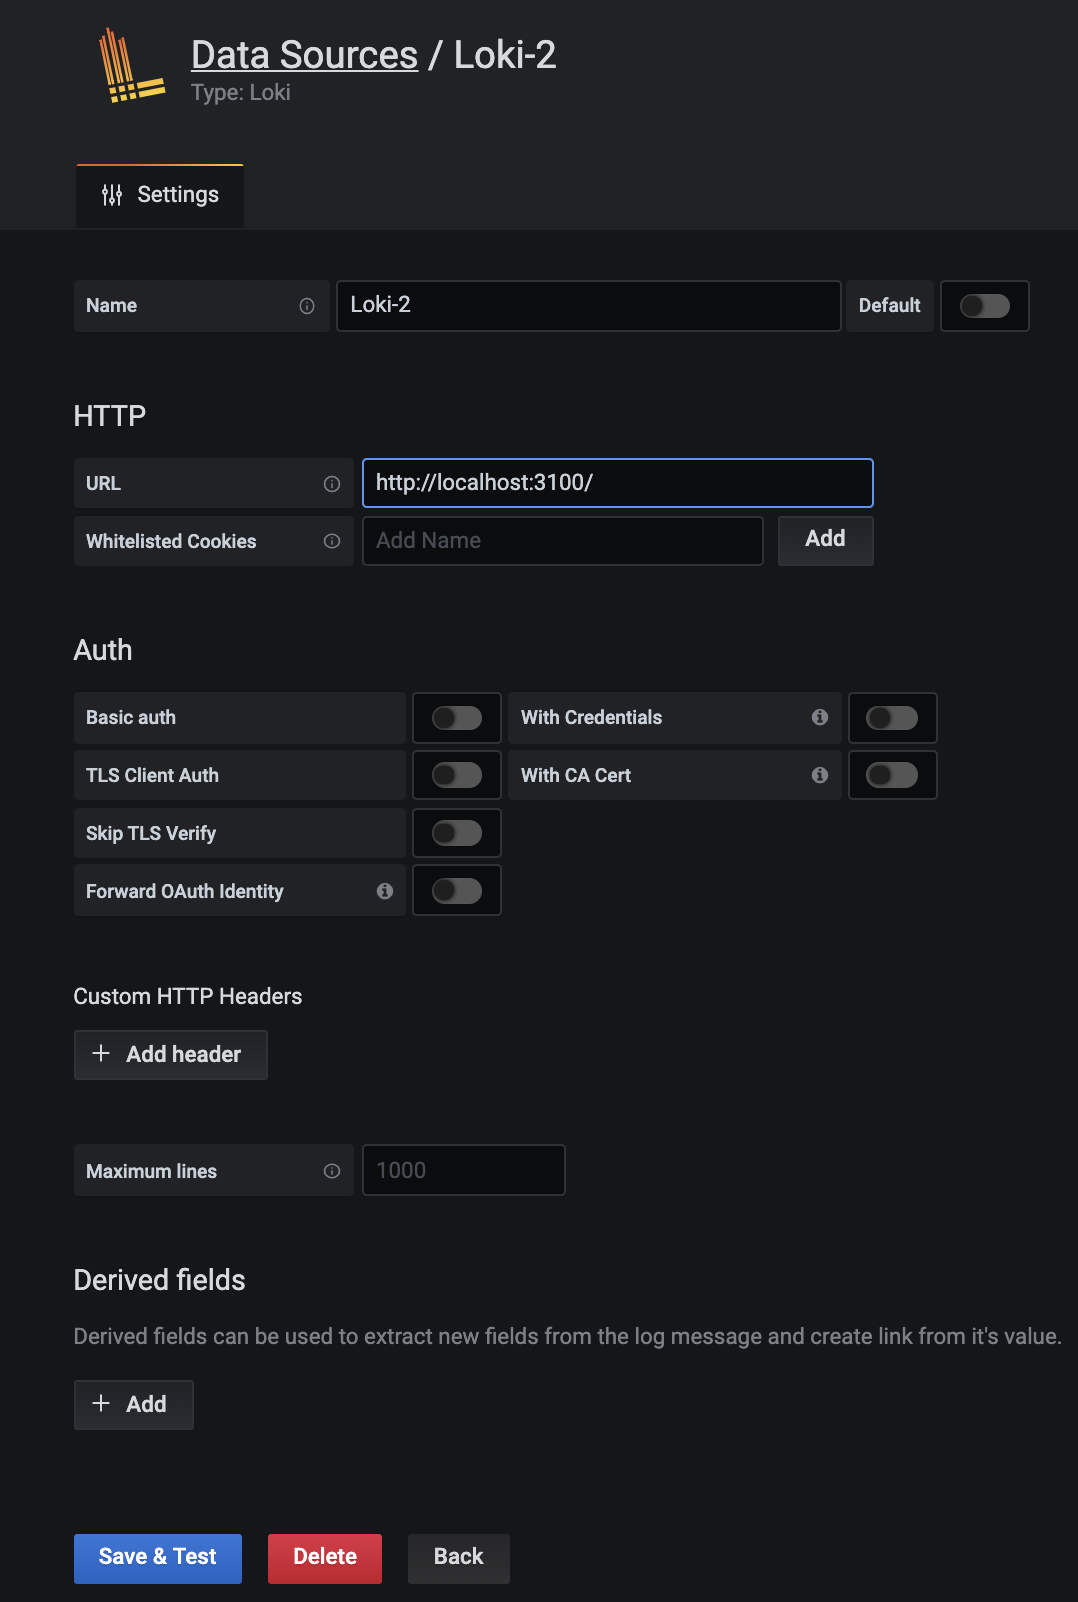 Data Sources / Loki-2
Type: Loki
Settings
Name
Loki-2
Default
HTTP
URL
http://localhost:3100/
Whitelisted Cookies
Add Name
Add
Auth
Basic auth
With Credentials
TLS Client Auth
With CA Cert
Skip TLS Verify
Forward OAuth Identity
Custom HTTP Headers
+ Add header
Maximum lines
1000
Derived fields
Derived fields can be used to extract new fields from the log message and create link from it's value.
+ Add
Save & Test
Delete
Back